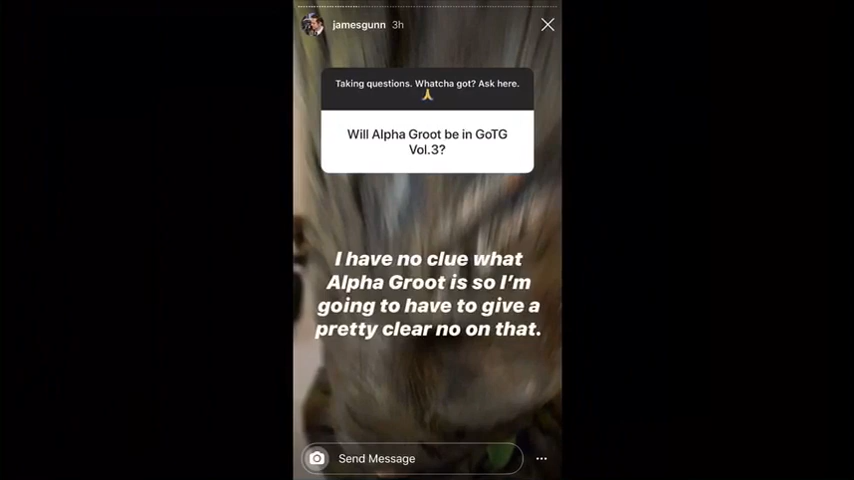 jamesgunn 3h
Taking questions. Whatcha got? Ask here.
🙏
Will Alpha Groot be in GoTG
Vol.3?
I have no clue what
Alpha Groot is so I'm
going to have to give a
pretty clear no on that.
Send Message